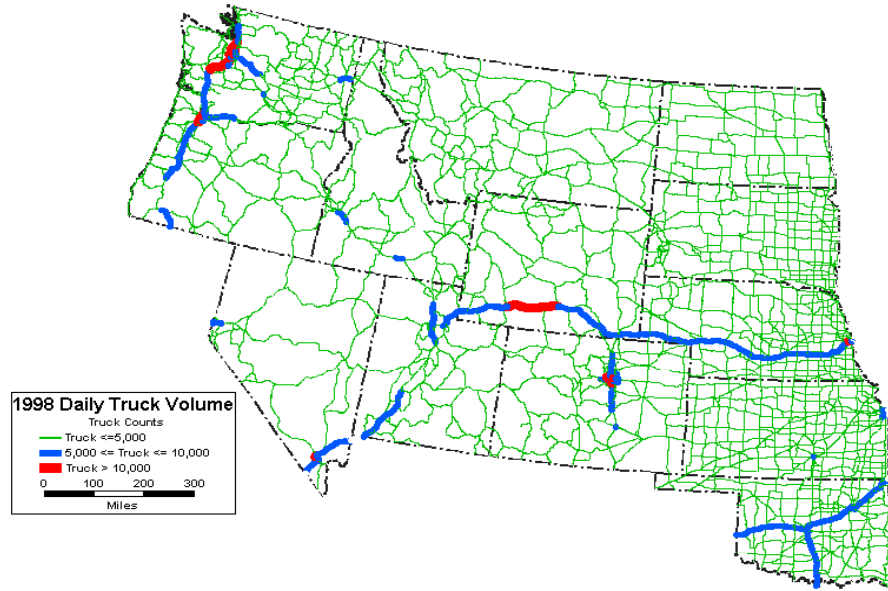 1998 Daily Truck Volume
Truck Counts
Truck <=5,000
5,000 <= Truck <= 10,000
Truck > 10,000
0 100 200 300
Miles